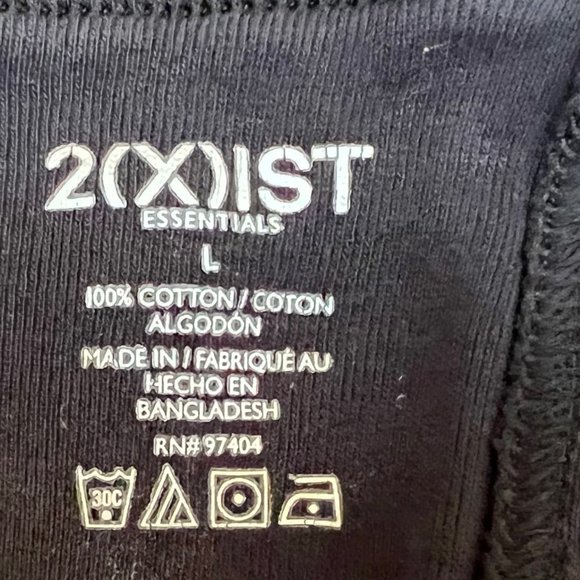 2(X)IST
ESSENTIALS
L
100% COTTON / COTON
ALGODÓN
MADE IN / FABRIQUÉ AU
HECHO EN
BANGLADESH
RN# 97404
30C